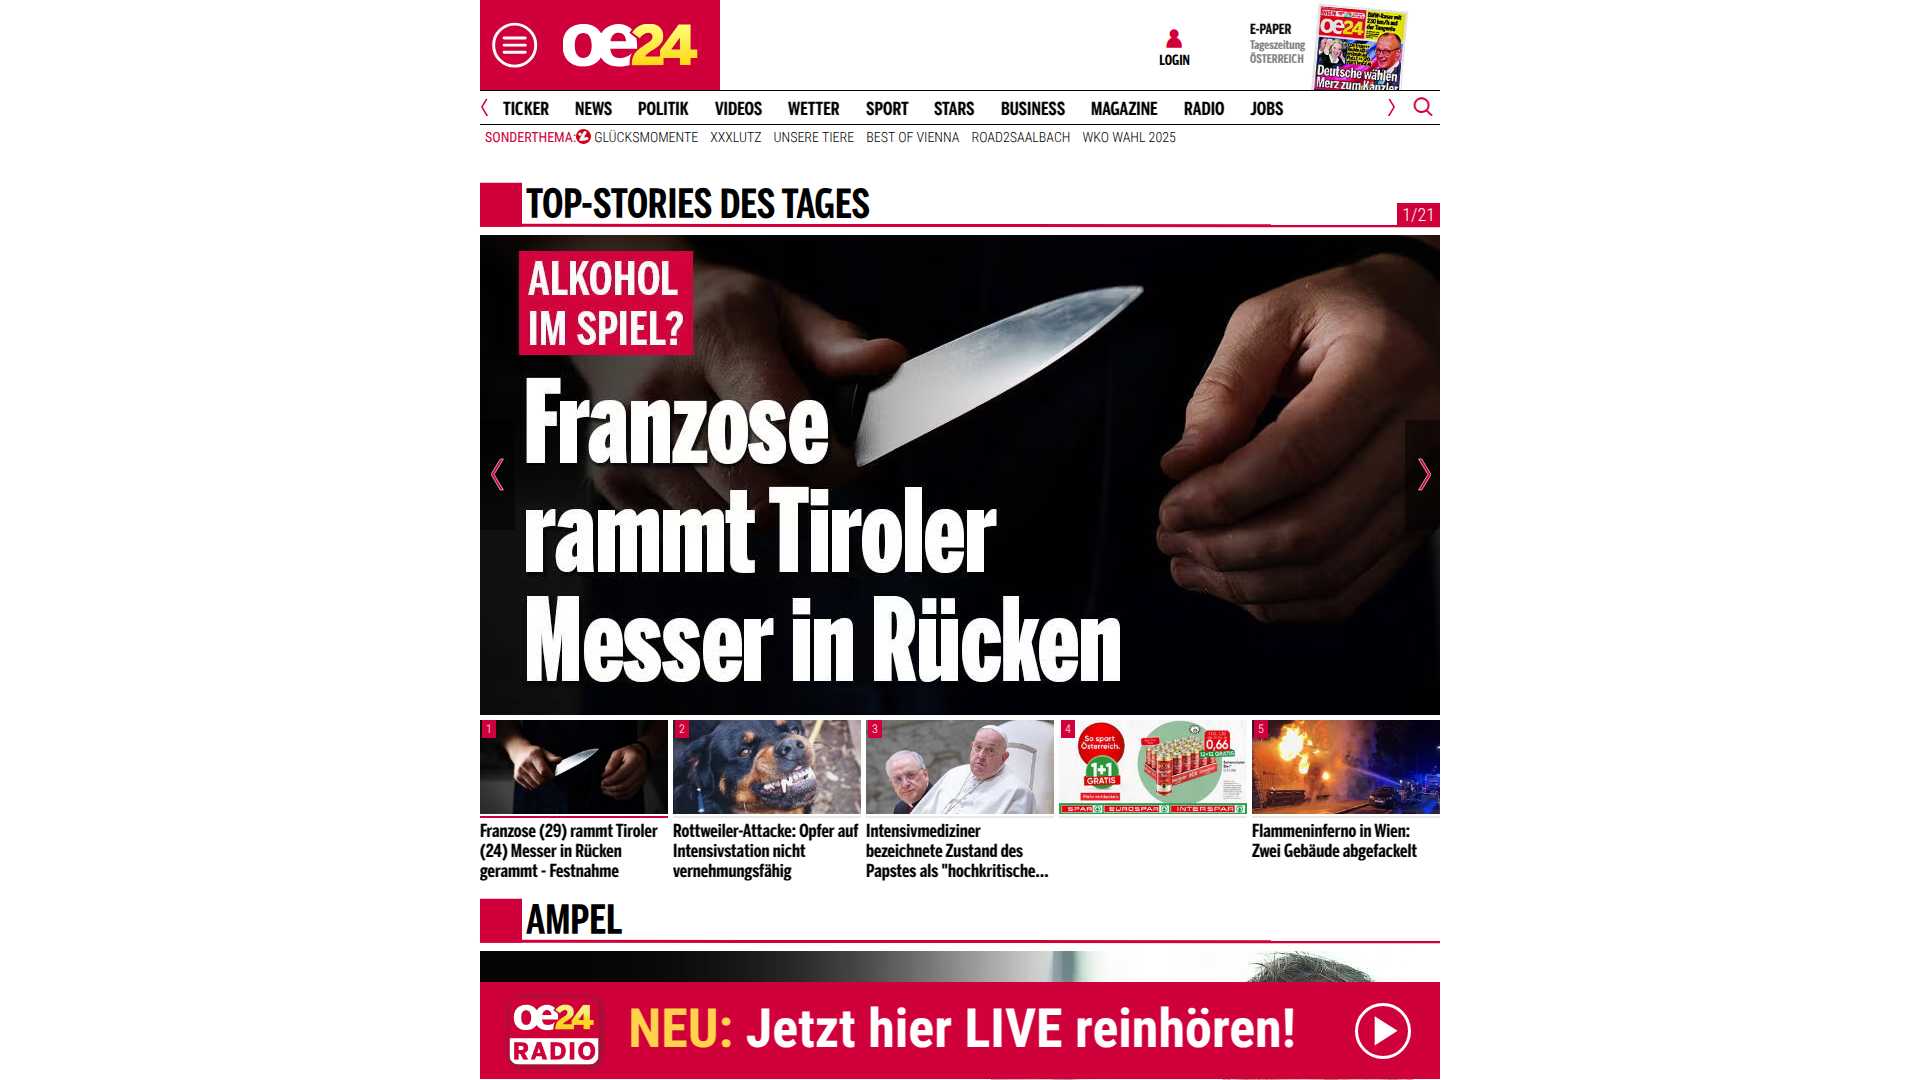 oe24
LOGIN
E-PAPER
Tageszeitung
ÖSTERREICH
oe24
Deutsche wählen
Merz zum Kanzler
TICKER NEWS POLITIK VIDEOS WETTER SPORT STARS BUSINESS MAGAZINE RADIO JOBS
SONDERTHEMA: GLÜCKSMOMENTE XXXLUTZ UNSERE TIERE BEST OF VIENNA ROAD2SAALBACH WKO WAHL 2025
TOP-STORIES DES TAGES
1/21
ALKOHOL
IM SPIEL?
Franzose
rammt Tiroler
Messer in Rücken
1
2
3
4
5
So spart
Österreich.
1+1
GRATIS
0,66
12+12 GRATIS
SPAR EUROSPAR INTERSPAR
Franzose (29) rammt Tiroler
(24) Messer in Rücken
gerammt - Festnahme
Rottweiler-Attacke: Opfer auf
Intensivstation nicht
vernehmungsfähig
Intensivmediziner
bezeichnete Zustand des
Papstes als "hochkritische...
Flammeninferno in Wien:
Zwei Gebäude abgefackelt
AMPEL
oe24
RADIO
NEU: Jetzt hier LIVE reinhören!